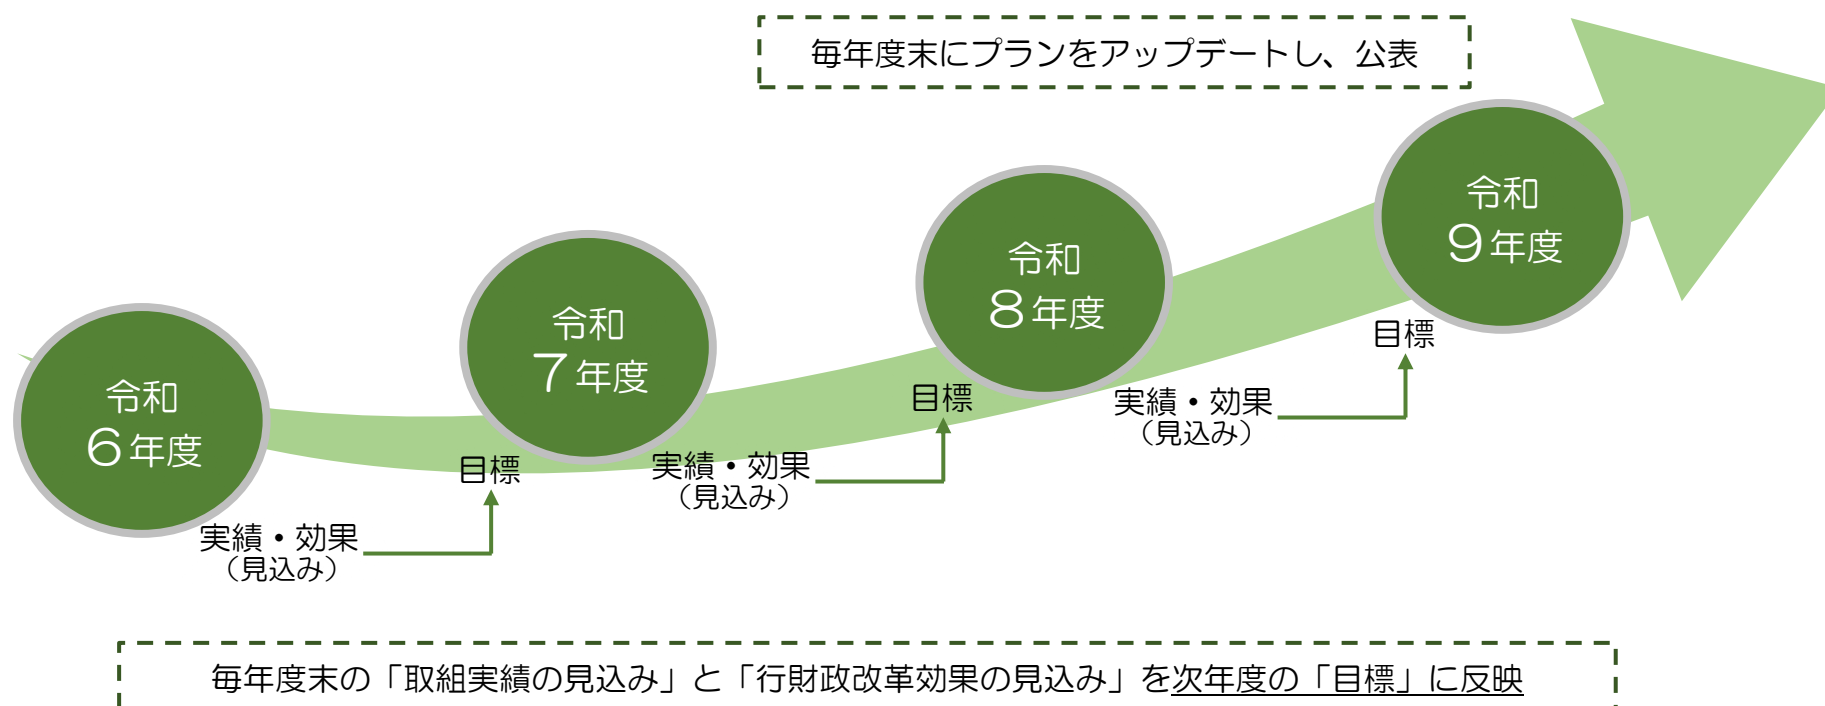 毎年度末にプランをアップデートし、公表
令和
６年度
実績・効果
（見込み）
目標
令和
７年度
実績・効果
（見込み）
目標
令和
８年度
実績・効果
（見込み）
目標
令和
９年度
毎年度末の「取組実績の見込み」と「行財政改革効果の見込み」を次年度の「目標」に反映